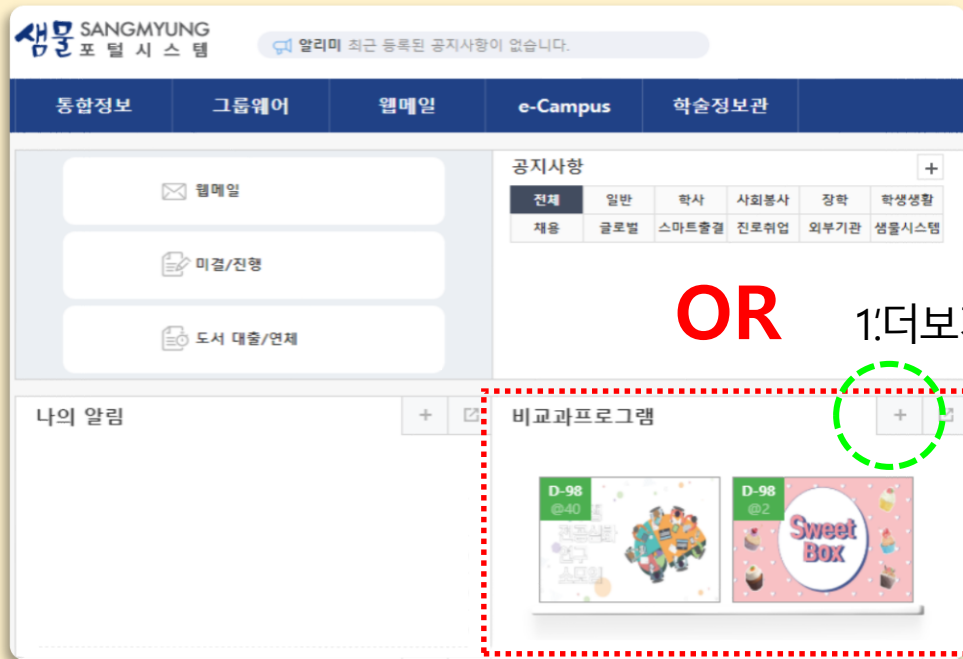 샘물 SANGMYUNG
포털시스템
알리미 최근 등록된 공지사항이 없습니다.
통합정보 그룹웨어 웹메일 e-Campus 학술정보관
웹메일
미결/진행
도서 대출/연체
공지사항 +
전체 일반 학사 사회봉사 장학 학생생활
채용 글로벌 스마트출결 진로취업 외부기관 샘물시스템
OR
1.'더보
나의 알림 +
비교과프로그램 +
D-98
@40
D-98
@2
Sweet
Box